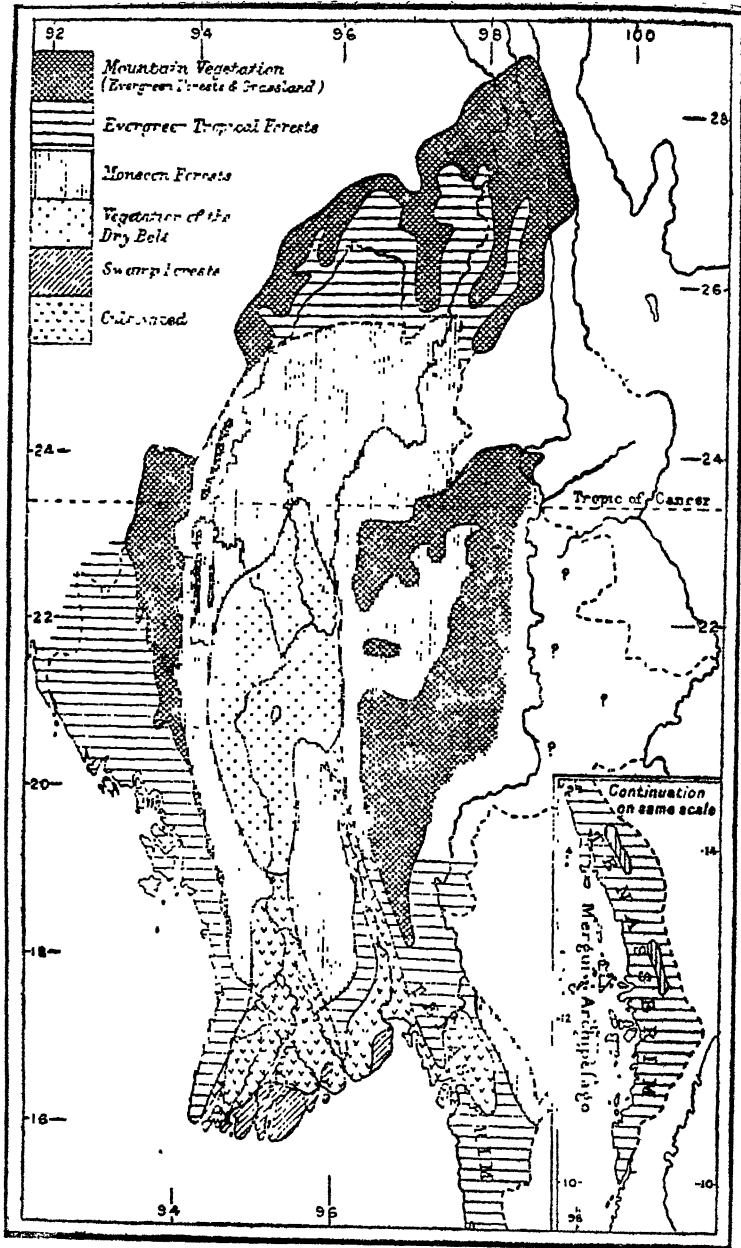 92 94 96 98 100
Mountain Vegetation
(Evergreen Forests & Grassland)
Evergreen Tropical Forests
Monsoon Forests
Vegetation of the
Dry Belt
Swamp Forests
Cultivated
28
26
24
24
Tropic of Cancer
22
22
20
Continuation
on same scale
14
18
TENASSERIM
Mergui Archipelago
12
16
10
10
98
94 96